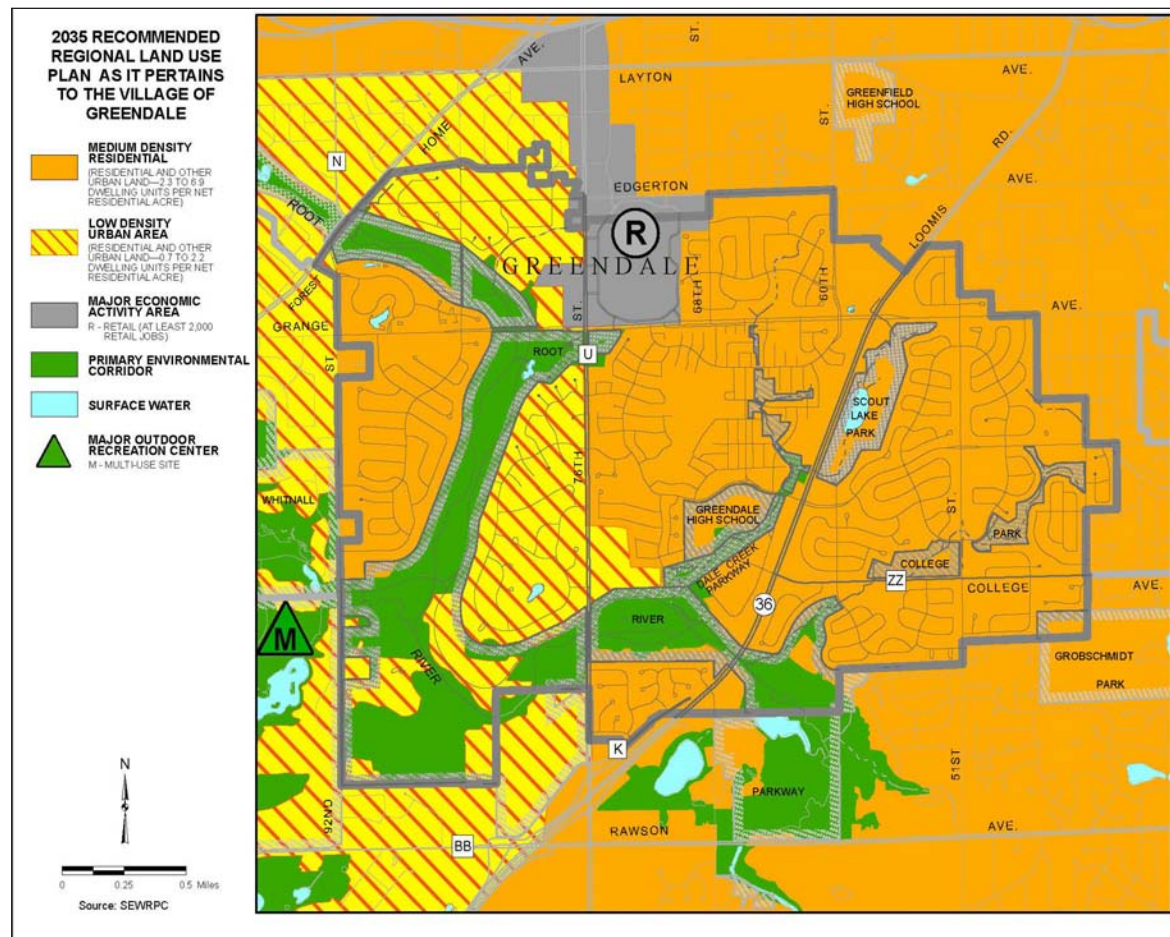 2035 RECOMMENDED
REGIONAL LAND USE
PLAN AS IT PERTAINS
TO THE VILLAGE OF
GREENDALE
MEDIUM DENSITY
RESIDENTIAL
(RESIDENTIAL AND OTHER
URBAN LAND—2.3 TO 6.9
DWELLING UNITS PER NET
RESIDENTIAL ACRE)
LOW DENSITY
URBAN AREA
(RESIDENTIAL AND OTHER
URBAN LAND—0.7 TO 2.2
DWELLING UNITS PER NET
RESIDENTIAL ACRE)
MAJOR ECONOMIC
ACTIVITY AREA
R - RETAIL (AT LEAST 2,000
RETAIL JOBS)
PRIMARY ENVIRONMENTAL
CORRIDOR
SURFACE WATER
MAJOR OUTDOOR
RECREATION CENTER
M - MULTI-USE SITE
N
0 0.25 0.5 Miles
Source: SEWRPC
AVE.
ST.
LAYTON
AVE.
GREENFIELD
HIGH SCHOOL
ST.
HOME
RD.
N
EDGERTON
AVE.
ROOT
LOOMIS
R
GREENDALE
FOREST
68TH
60TH
GRANGE
ST.
AVE.
ST
ROOT
U
SCOUT
LAKE
PARK
76TH
WHITNALL
GREENDALE
HIGH SCHOOL
ST.
PARK
DALE CREEK
PARKWAY
COLLEGE
ZZ
COLLEGE
AVE.
36
M
RIVER
RIVER
GROBSCHMIDT
PARK
K
51ST
PARKWAY
92ND
RAWSON
AVE.
BB